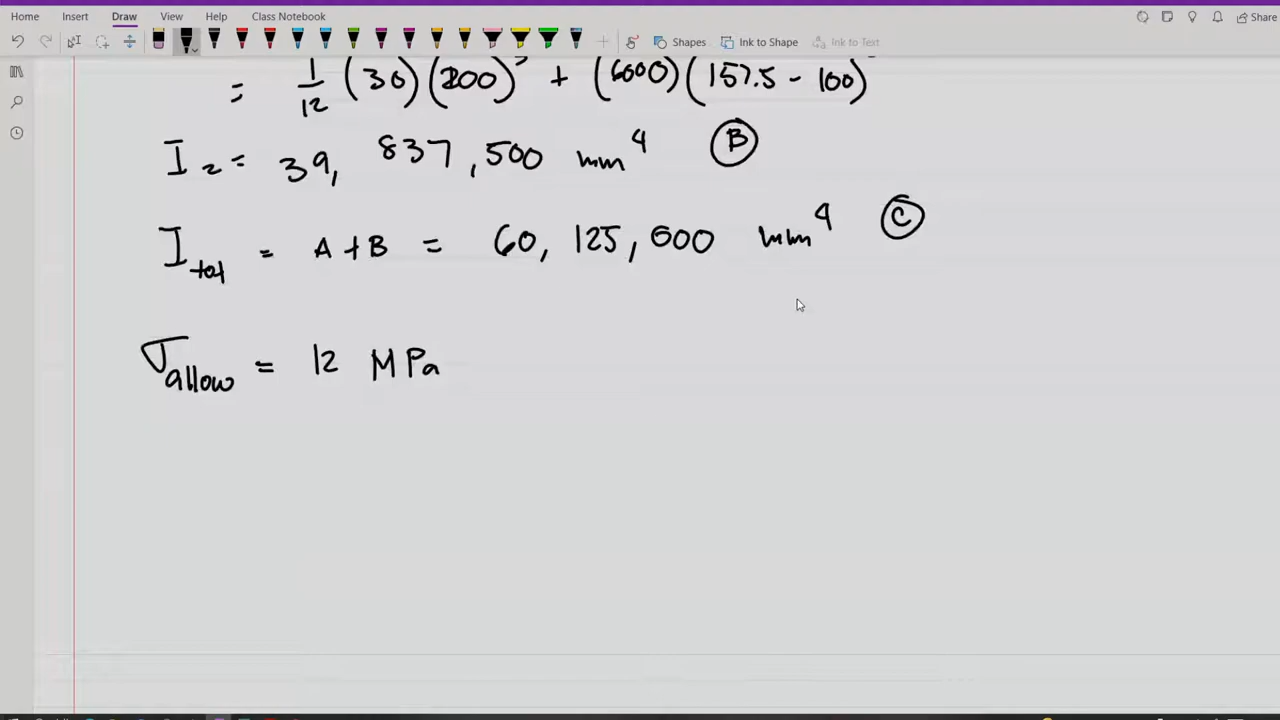 Home Insert Draw View Help Class Notebook Share
Shapes Ink to Shape Ink to Text
= 1/12 (30)(200)³ + (6000)(157.5 - 100)
I₂ = 39, 837,500 mm⁴ B
I_tot = A + B = 60, 125, 000 mm⁴ C
σ_allow = 12 MPa